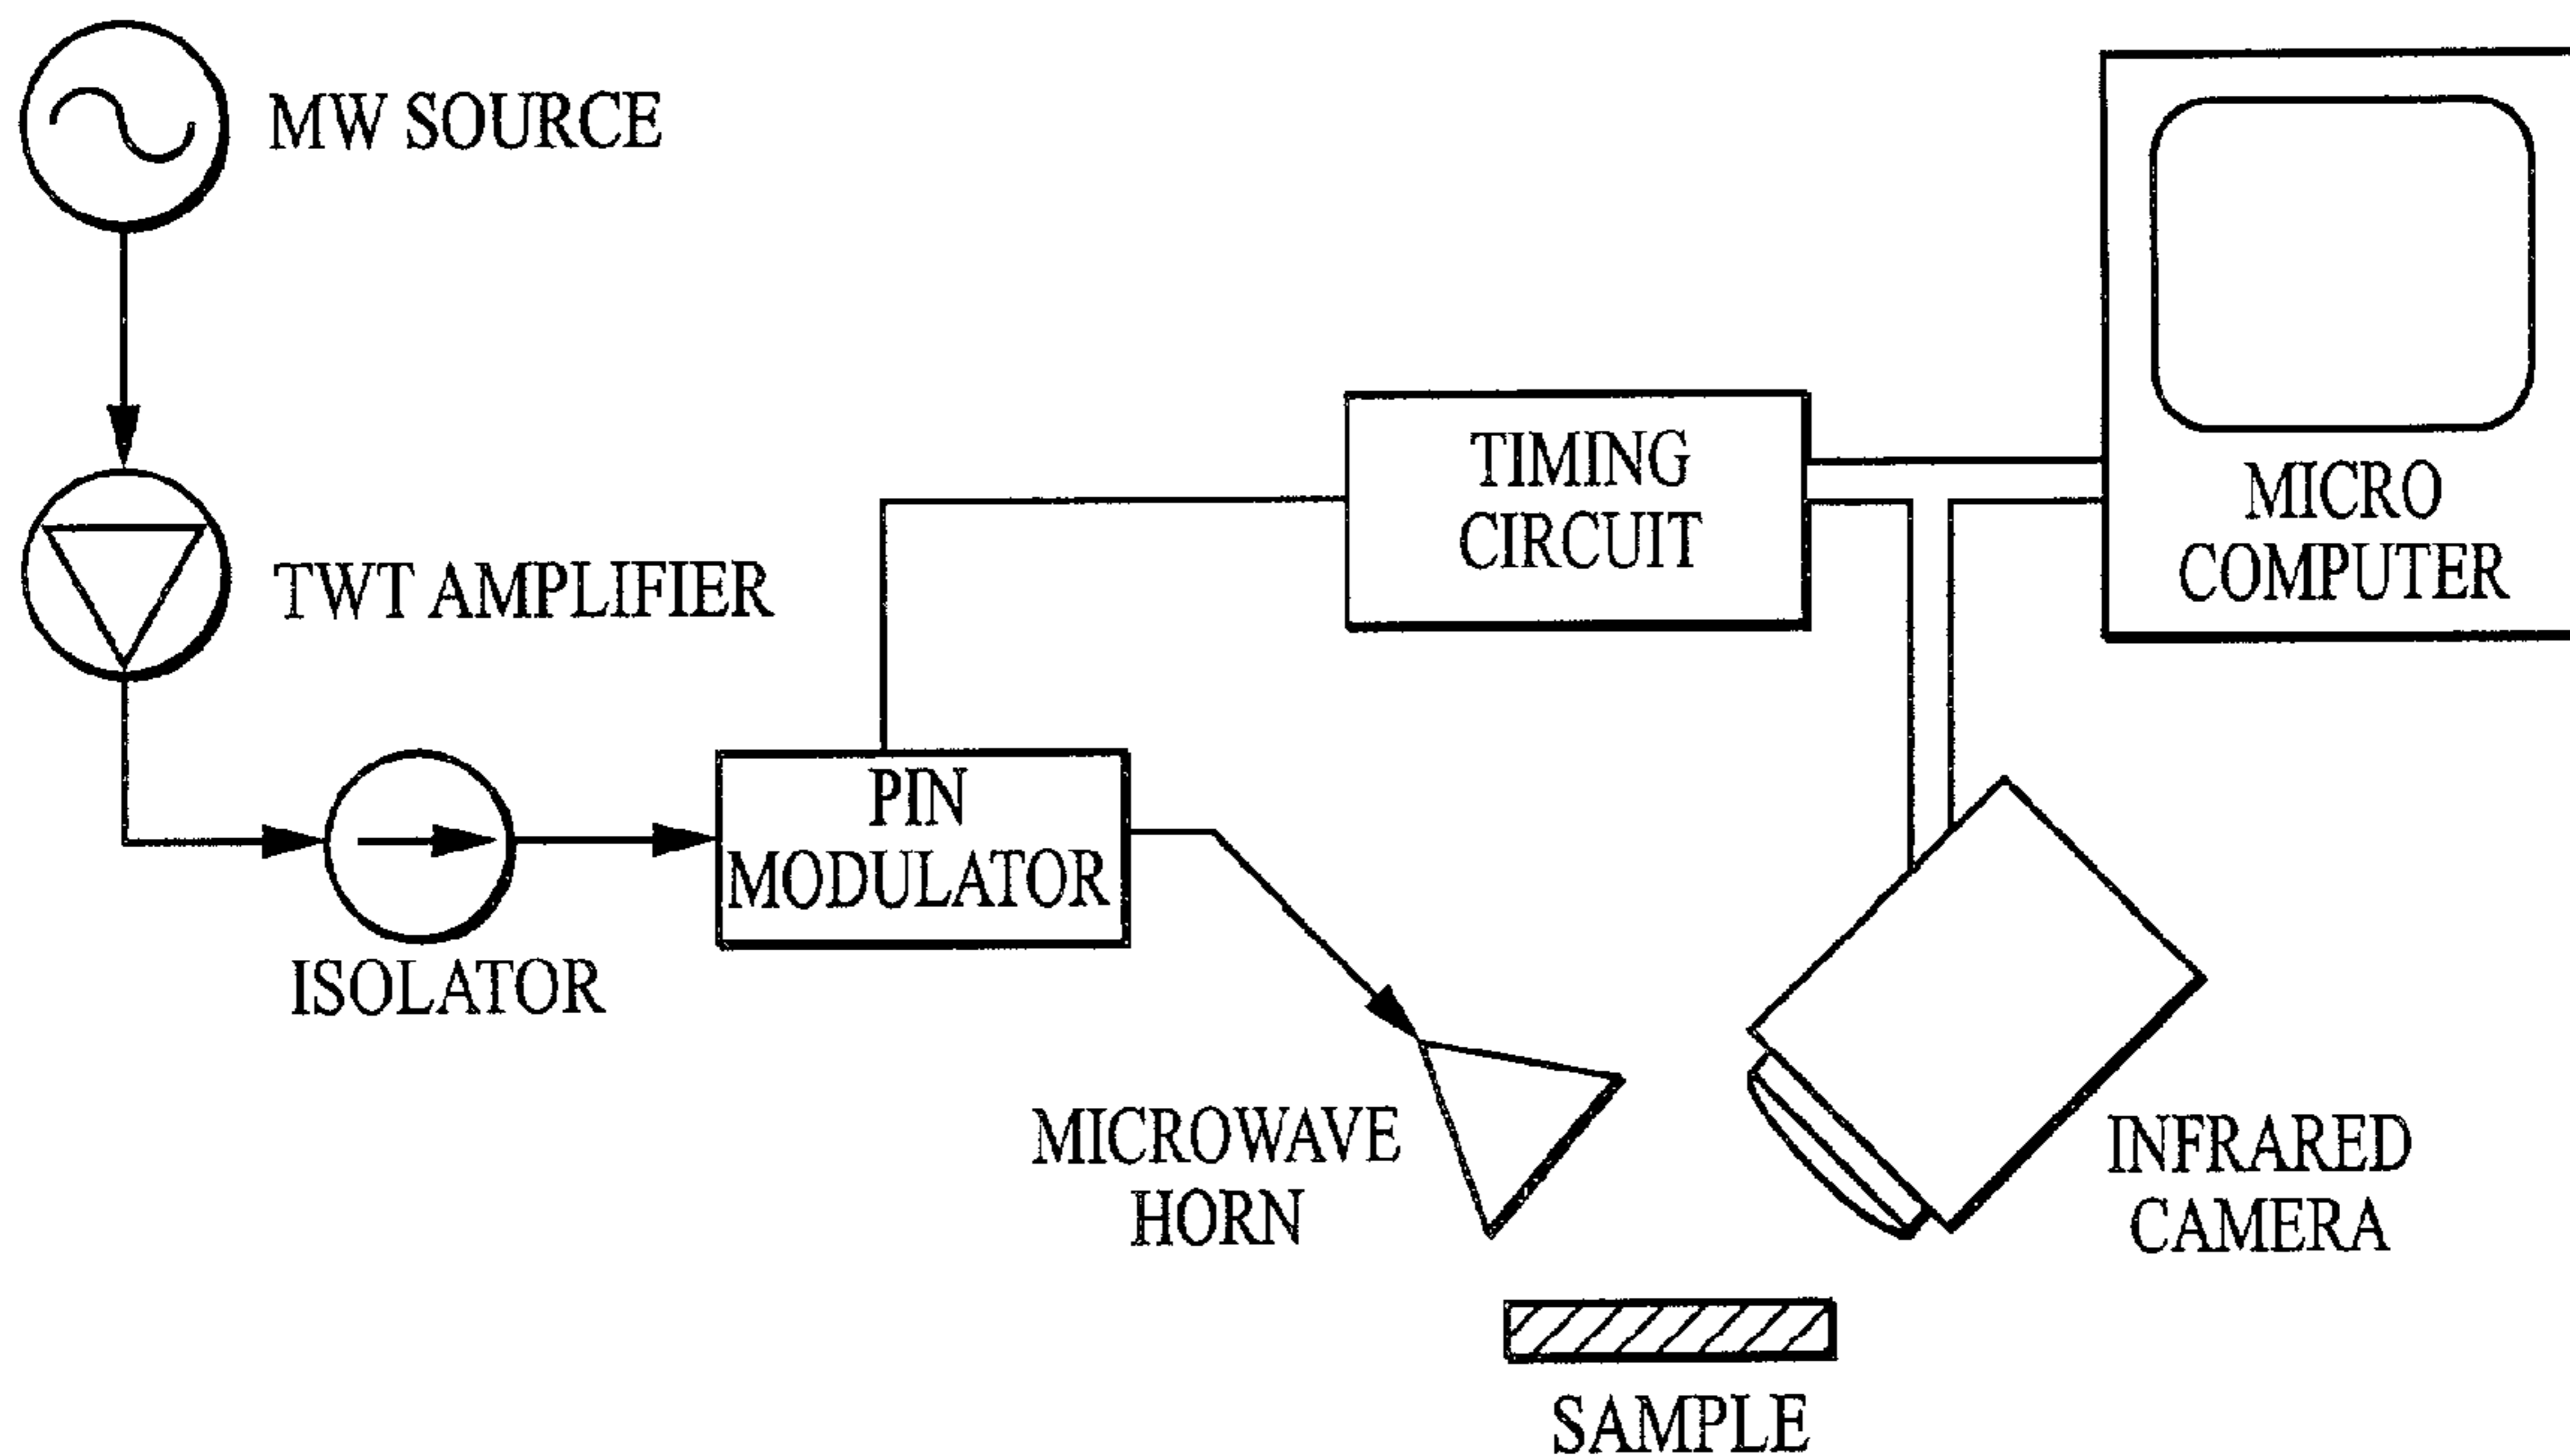 MW SOURCE
TWT AMPLIFIER
ISOLATOR
PIN
MODULATOR
TIMING
CIRCUIT
MICRO
COMPUTER
MICROWAVE
HORN
INFRARED
CAMERA
SAMPLE